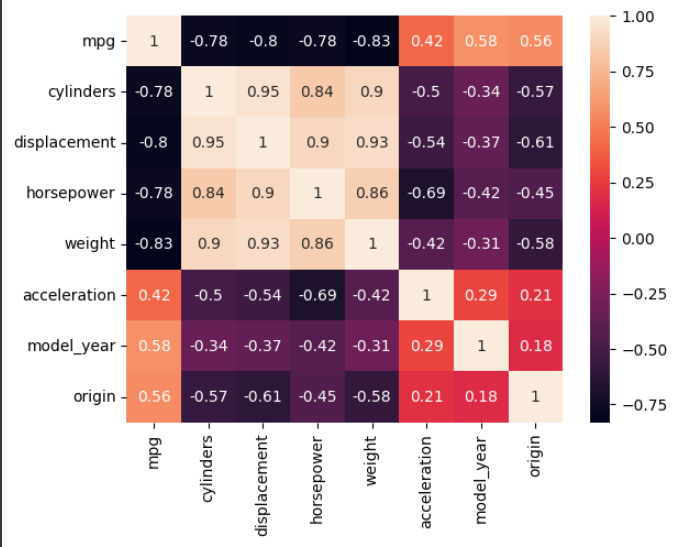 mpg 1 -0.78 -0.8 -0.78 -0.83 0.42 0.58 0.56
cylinders -0.78 1 0.95 0.84 0.9 -0.5 -0.34 -0.57
displacement -0.8 0.95 1 0.9 0.93 -0.54 -0.37 -0.61
horsepower -0.78 0.84 0.9 1 0.86 -0.69 -0.42 -0.45
weight -0.83 0.9 0.93 0.86 1 -0.42 -0.31 -0.58
acceleration 0.42 -0.5 -0.54 -0.69 -0.42 1 0.29 0.21
model_year 0.58 -0.34 -0.37 -0.42 -0.31 0.29 1 0.18
origin 0.56 -0.57 -0.61 -0.45 -0.58 0.21 0.18 1
mpg
cylinders
displacement
horsepower
weight
acceleration
model_year
origin
1.00
0.75
0.50
0.25
0.00
−0.25
−0.50
−0.75